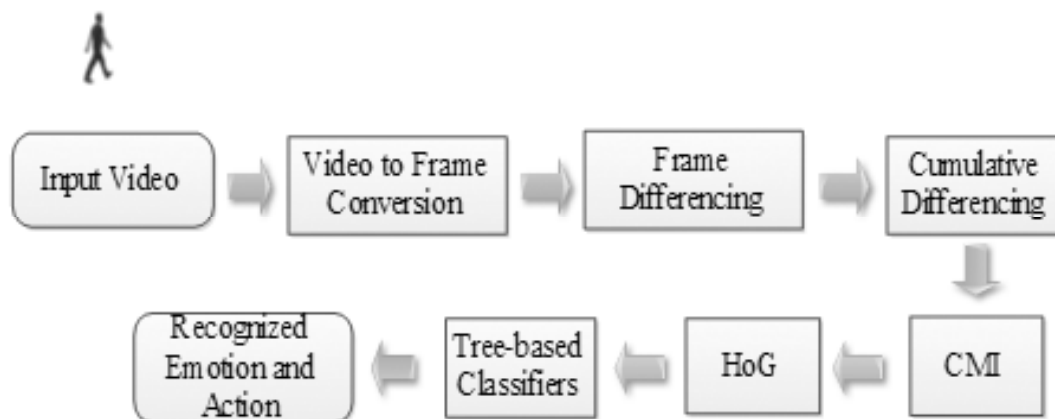 Input Video
Video to Frame
Conversion
Frame
Differencing
Cumulative
Differencing
CMI
HoG
Tree-based
Classifiers
Recognized
Emotion and
Action